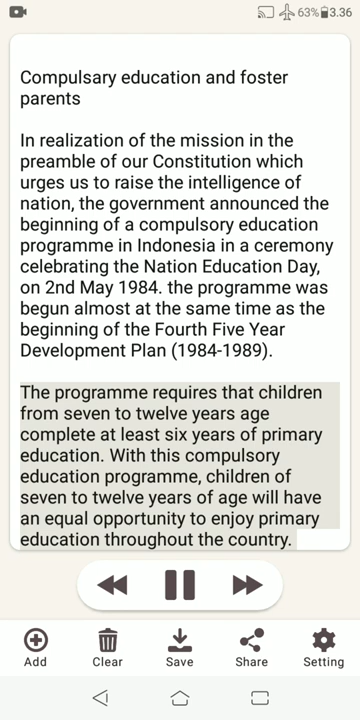 63% 3.36
Compulsary education and foster
parents
In realization of the mission in the
preamble of our Constitution which
urges us to raise the intelligence of
nation, the government announced the
beginning of a compulsory education
programme in Indonesia in a ceremony
celebrating the Nation Education Day,
on 2nd May 1984. the programme was
begun almost at the same time as the
beginning of the Fourth Five Year
Development Plan (1984-1989).
The programme requires that children
from seven to twelve years age
complete at least six years of primary
education. With this compulsory
education programme, children of
seven to twelve years of age will have
an equal opportunity to enjoy primary
education throughout the country.
Add Clear Save Share Setting